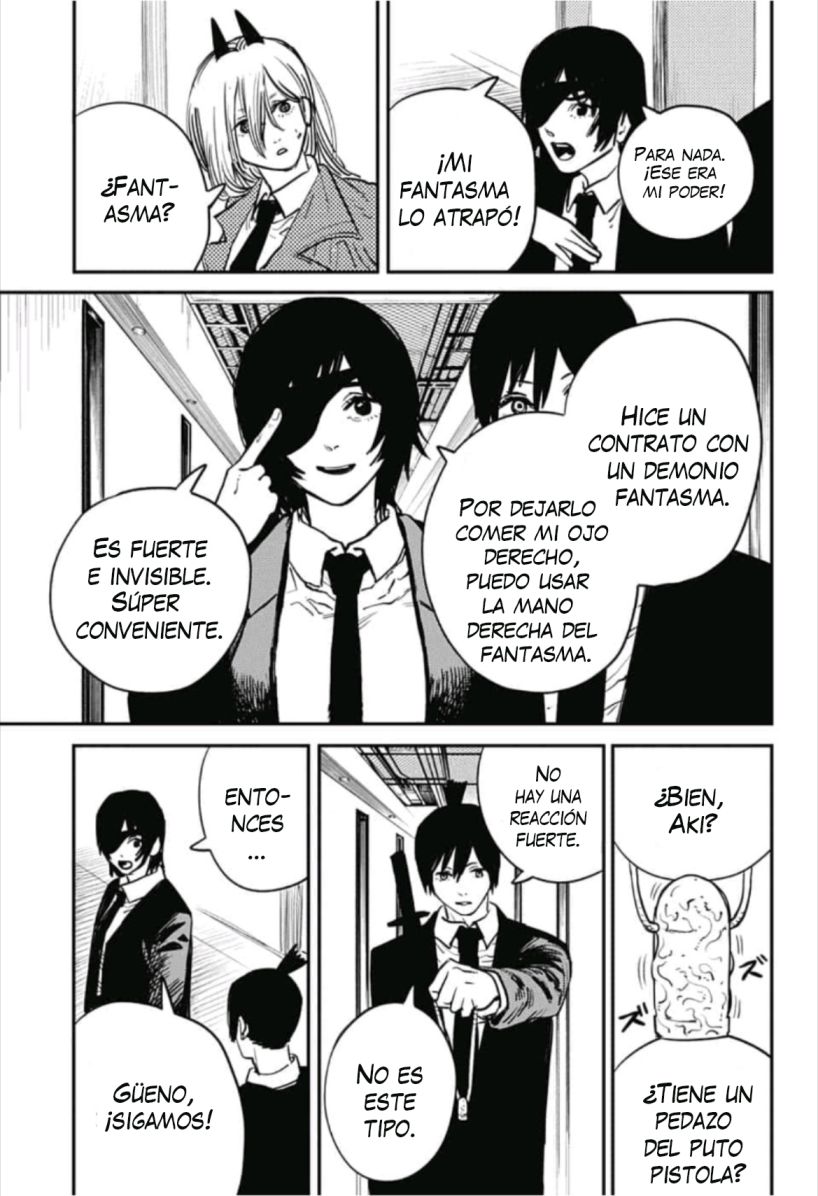 PARA NADA.
¡ESE ERA
MI PODER!
¡MI
FANTASMA
LO ATRAPÓ!
¿FANT-
ASMA?
HICE UN
CONTRATO CON
UN DEMONIO
FANTASMA.
POR DEJARLO
COMER MI OJO
DERECHO,
PUEDO USAR
LA MANO
DERECHA DEL
FANTASMA.
ES FUERTE
E INVISIBLE.
SÚPER
CONVENIENTE.
¿BIEN,
AKI?
ズ
ズ
¿TIENE UN
PEDAZO
DEL PUTO
PISTOLA?
NO
HAY UNA
REACCIÓN
FUERTE.
NO ES
ESTE
TIPO.
ENTO-
NCES
...
GÜENO,
¡SIGAMOS!